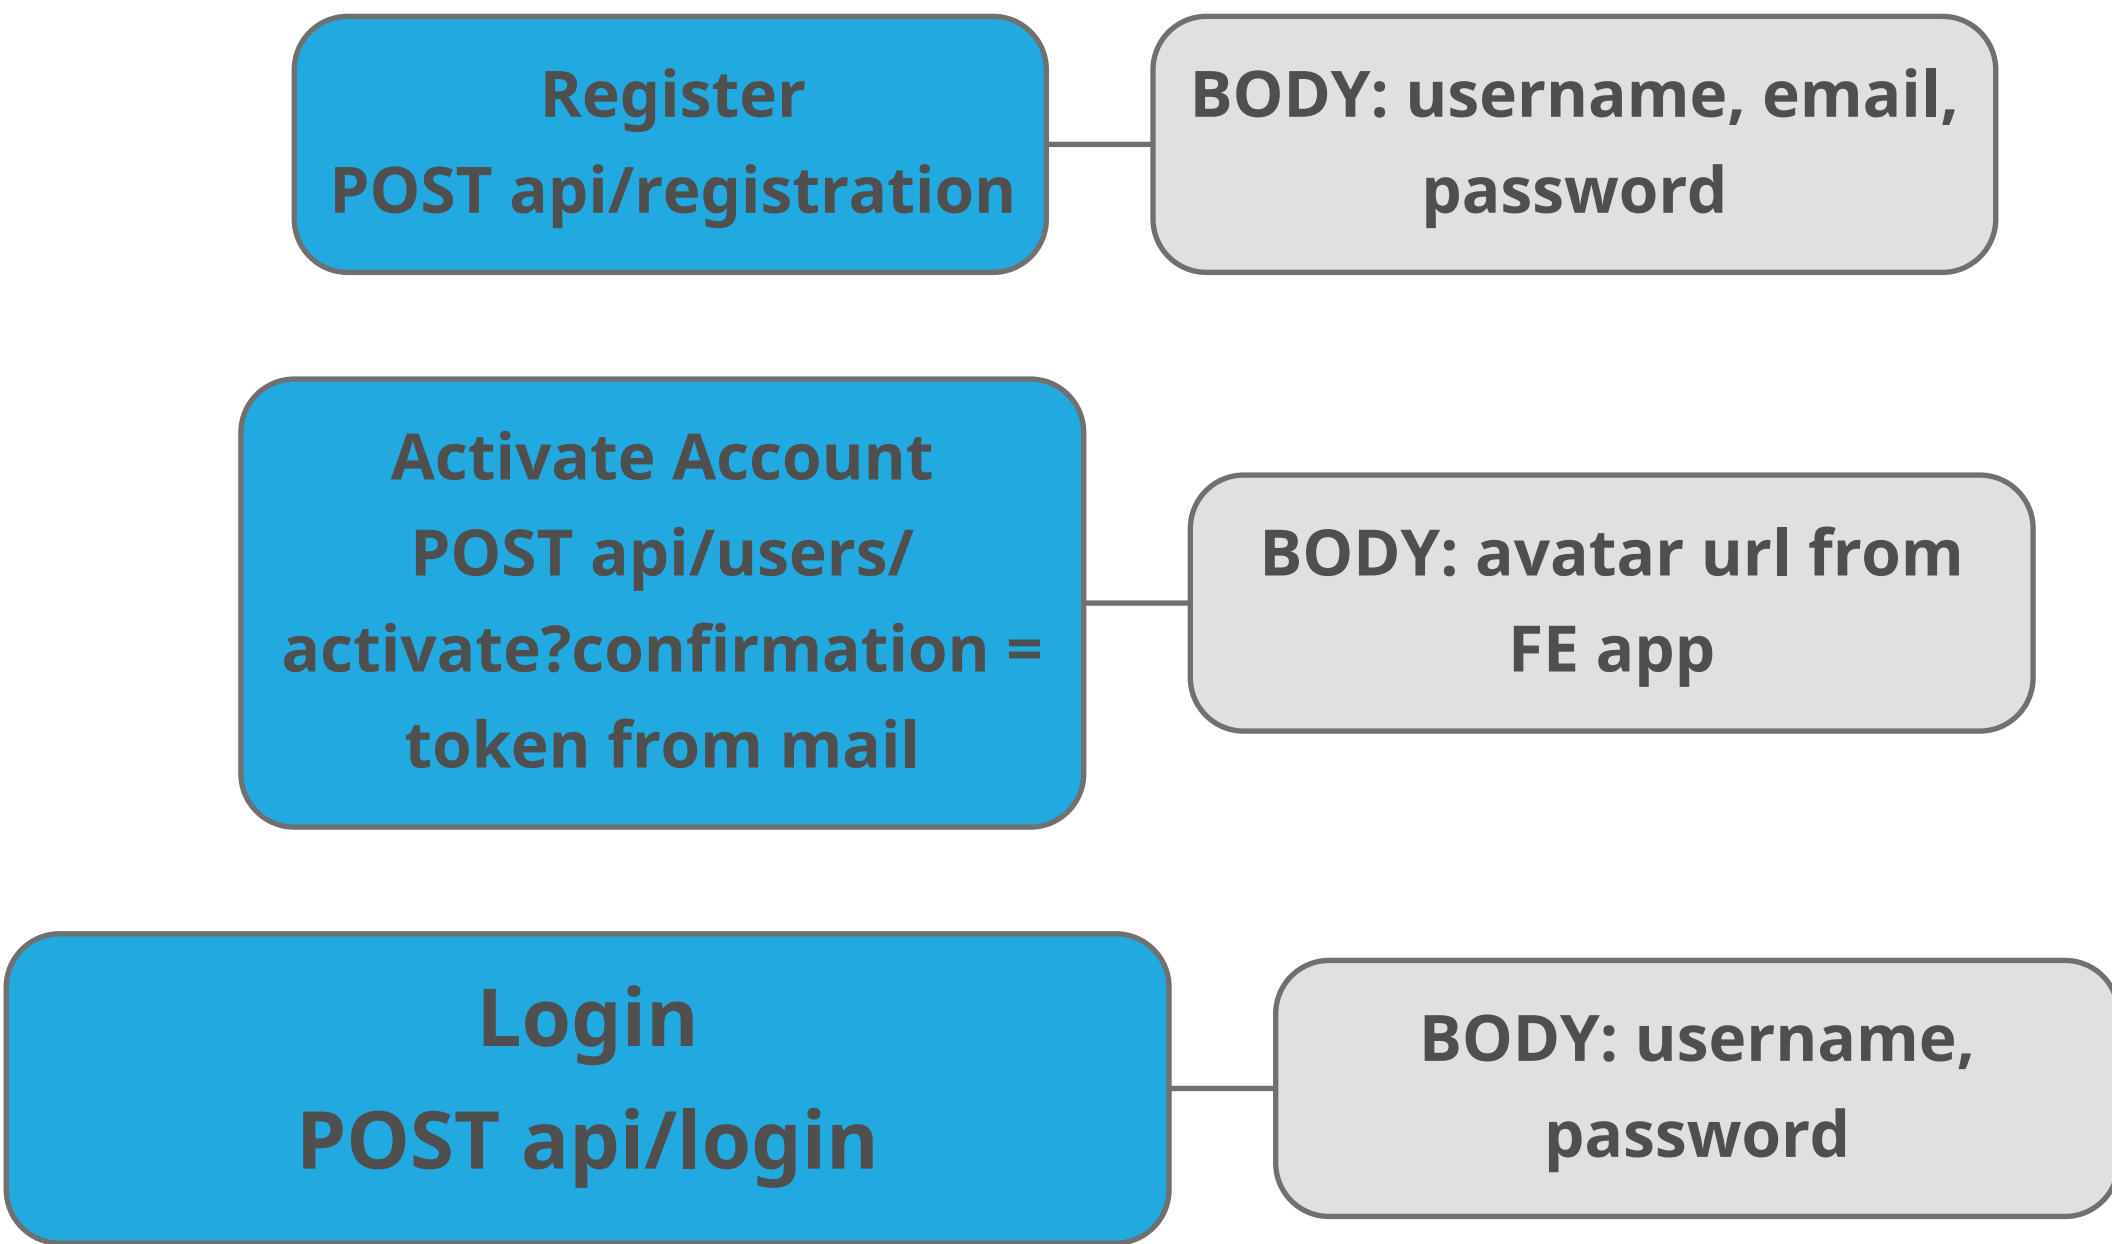 Register
POST api/registration
BODY: username, email,
password
Activate Account
POST api/users/
activate?confirmation =
token from mail
BODY: avatar url from
FE app
Login
POST api/login
BODY: username,
password